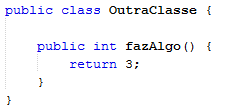 public class OutraClasse {
public int fazAlgo() {
return 3;
}
}